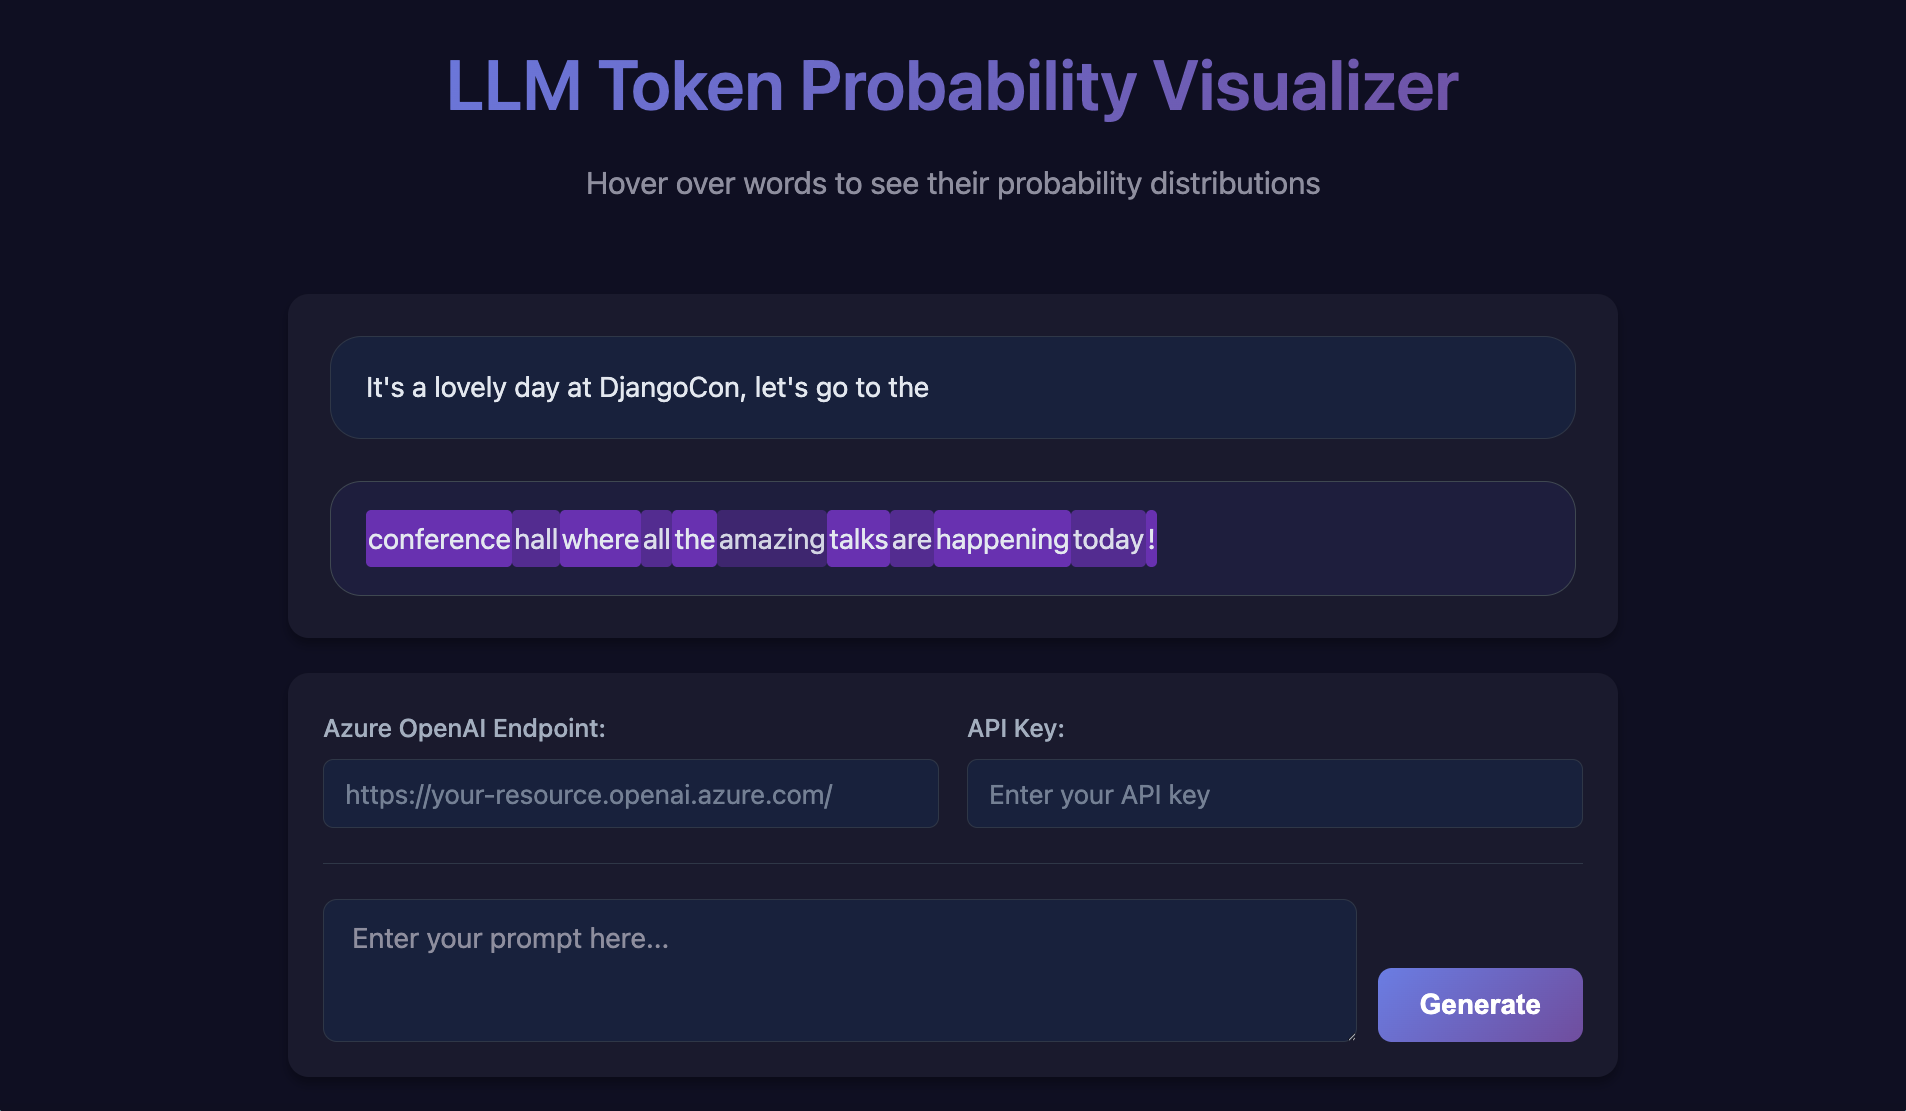 LLM Token Probability Visualizer
Hover over words to see their probability distributions
It's a lovely day at DjangoCon, let's go to the
conference hall where all the amazing talks are happening today!
Azure OpenAI Endpoint:
API Key:
https://your-resource.openai.azure.com/
Enter your API key
Enter your prompt here...
Generate